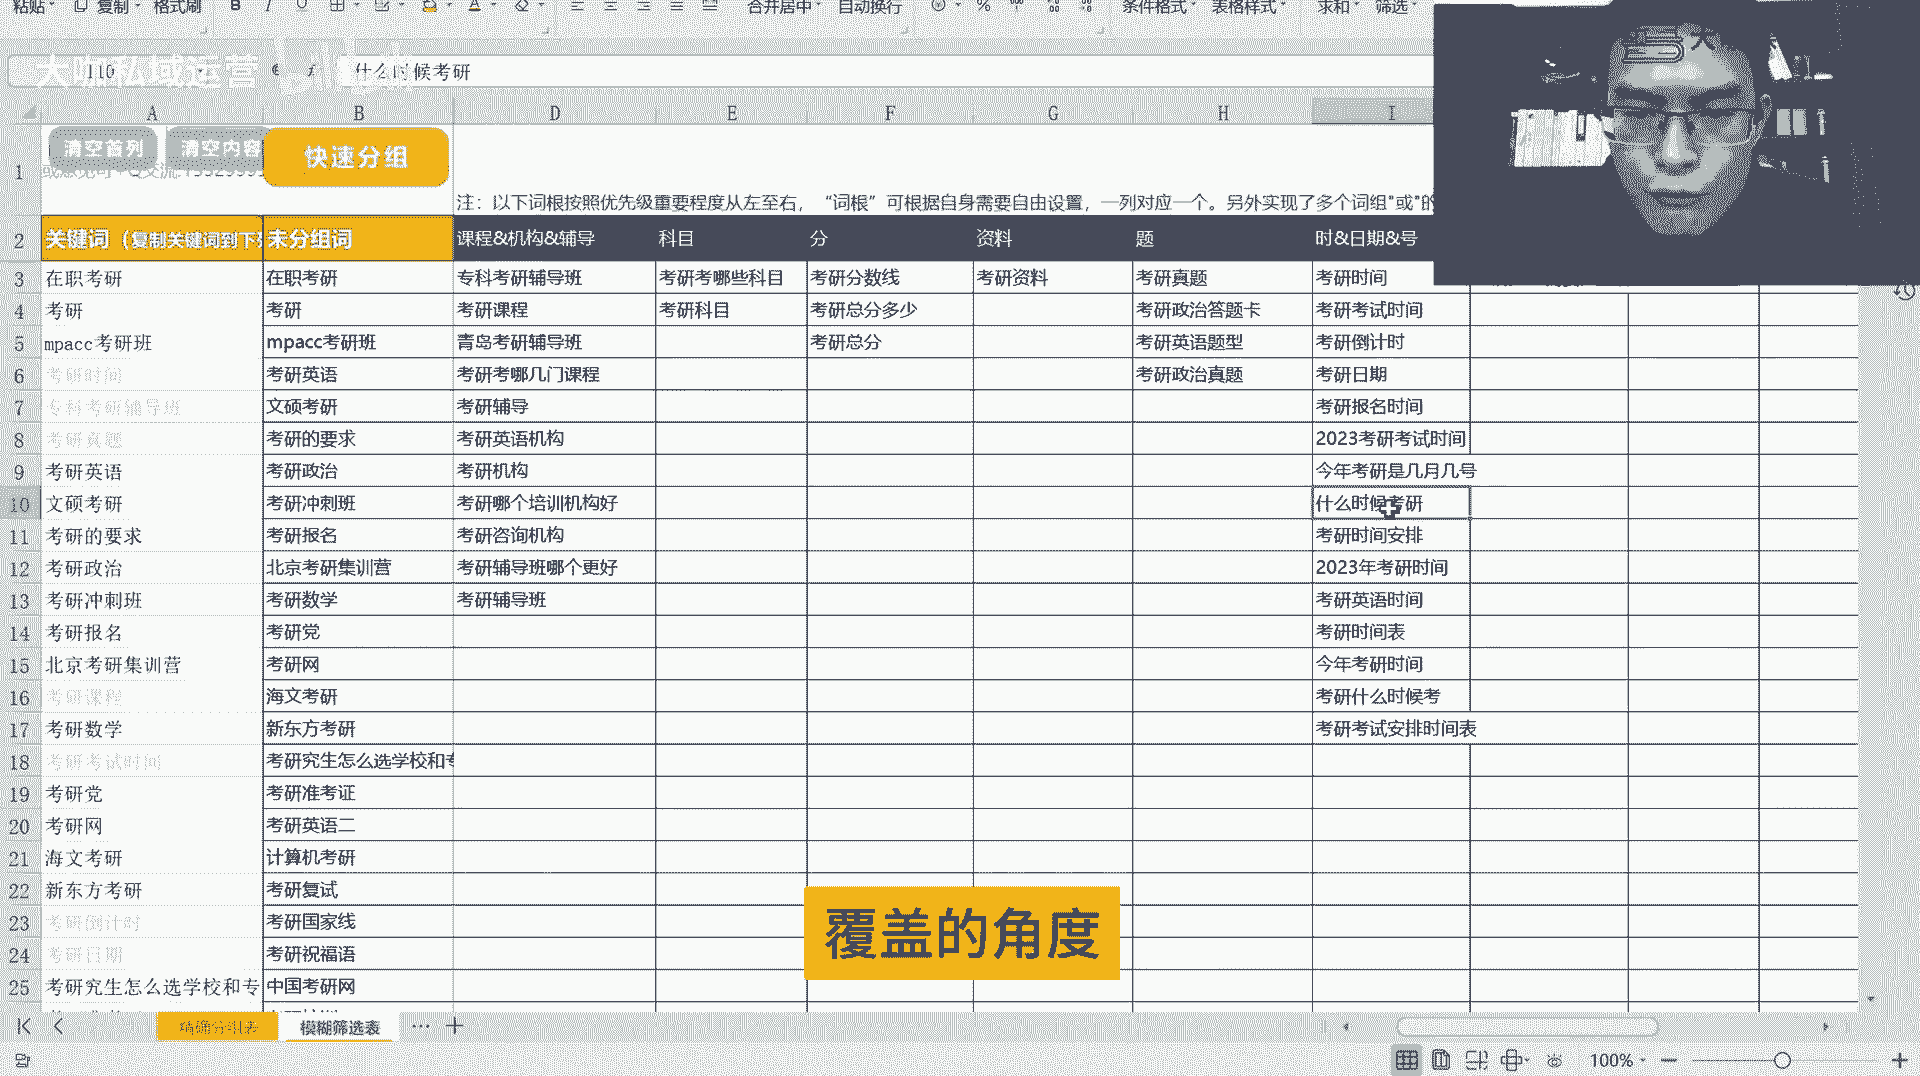 粘贴 复制 格式刷 B I U A 合并居中 自动换行 % 条件格式 表格样式 求和 筛选
大咖私域运营 I10 什么时候考研
A B D E F G H I
清空首列 清空内容 快速分组
1 注：以下词根按照优先级重要程度从左至右，“词根”可根据自身需要自由设置，一列对应一个。另外实现了多个词组"或"的
2 关键词（复制关键词到下 未分组词 课程&机构&辅导 科目 分 资料 题 时&日期&号
3 在职考研 在职考研 专科考研辅导班 考研考哪些科目 考研分数线 考研资料 考研真题 考研时间
4 考研 考研 考研课程 考研科目 考研总分多少 考研政治答题卡 考研考试时间
5 mpacc考研班 mpacc考研班 青岛考研辅导班 考研总分 考研英语题型 考研倒计时
6 考研时间 考研英语 考研考哪几门课程 考研政治真题 考研日期
7 专科考研辅导班 文硕考研 考研辅导 考研报名时间
8 考研真题 考研的要求 考研英语机构 2023考研考试时间
9 考研英语 考研政治 考研机构 今年考研是几月几号
10 文硕考研 考研冲刺班 考研哪个培训机构好 什么时候考研
11 考研的要求 考研报名 考研咨询机构 考研时间安排
12 考研政治 北京考研集训营 考研辅导班哪个更好 2023年考研时间
13 考研冲刺班 考研数学 考研辅导班 考研英语时间
14 考研报名 考研党 考研时间表
15 北京考研集训营 考研网 今年考研时间
16 考研课程 海文考研 考研什么时候考
17 考研数学 新东方考研 考研考试安排时间表
18 考研考试时间 考研究生怎么选学校和专
19 考研党 考研准考证
20 考研网 考研英语二
21 海文考研 计算机考研
22 新东方考研 考研复试
23 考研倒计时 考研国家线
24 考研日期 考研祝福语
25 考研究生怎么选学校和专 中国考研网
覆盖的角度
精确分组表 模糊筛选表 ··· +
100% − +